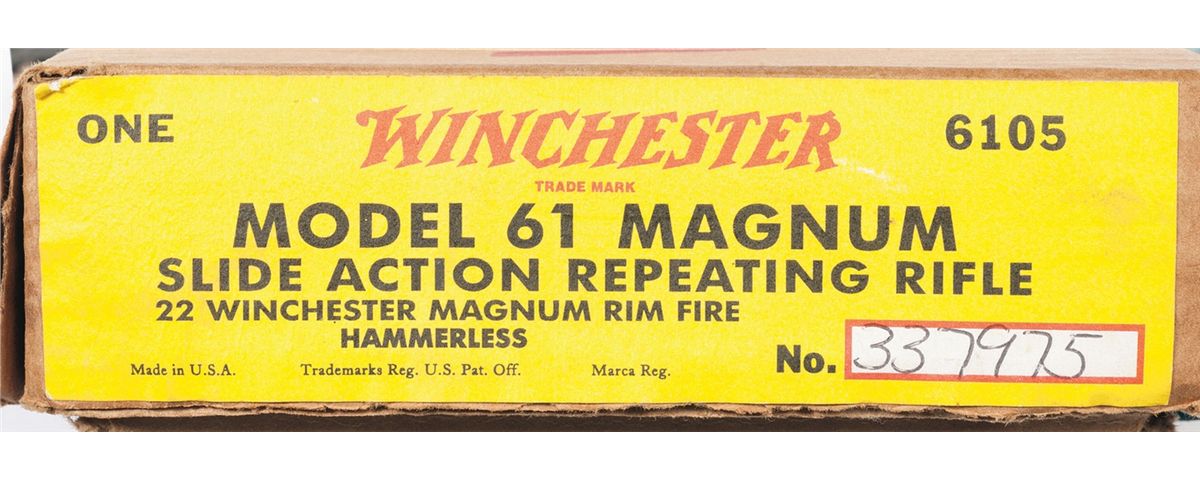 ONE WINCHESTER 6105
TRADE MARK
MODEL 61 MAGNUM
SLIDE ACTION REPEATING RIFLE
22 WINCHESTER MAGNUM RIM FIRE
HAMMERLESS
Made in U.S.A. Trademarks Reg. U.S. Pat. Off. Marca Reg. No. 337975